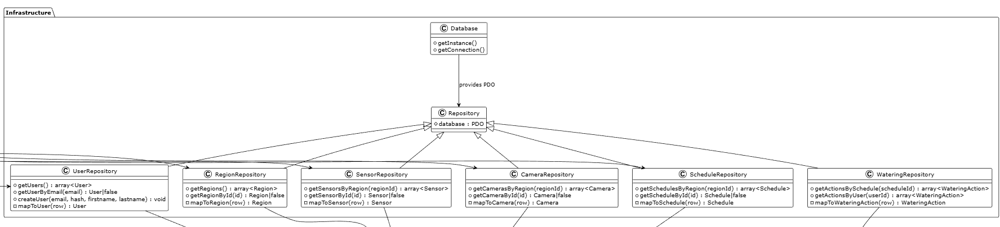 Infrastructure
C Database
getInstance()
getConnection()
provides PDO
C Repository
database : PDO
C UserRepository
getUsers() : array<User>
getUserByEmail(email) : User|false
createUser(email, hash, firstname, lastname) : void
mapToUser(row) : User
C RegionRepository
getRegions() : array<Region>
getRegionById(id) : Region|false
mapToRegion(row) : Region
C SensorRepository
getSensorsByRegion(regionId) : array<Sensor>
getSensorById(id) : Sensor|false
mapToSensor(row) : Sensor
C CameraRepository
getCamerasByRegion(regionId) : array<Camera>
getCameraById(id) : Camera|false
mapToCamera(row) : Camera
C ScheduleRepository
getSchedulesByRegion(regionId) : array<Schedule>
getScheduleById(id) : Schedule|false
mapToSchedule(row) : Schedule
C WateringRepository
getActionsBySchedule(scheduleId) : array<WateringAction>
getActionsByUser(userId) : array<WateringAction>
mapToWateringAction(row) : WateringAction